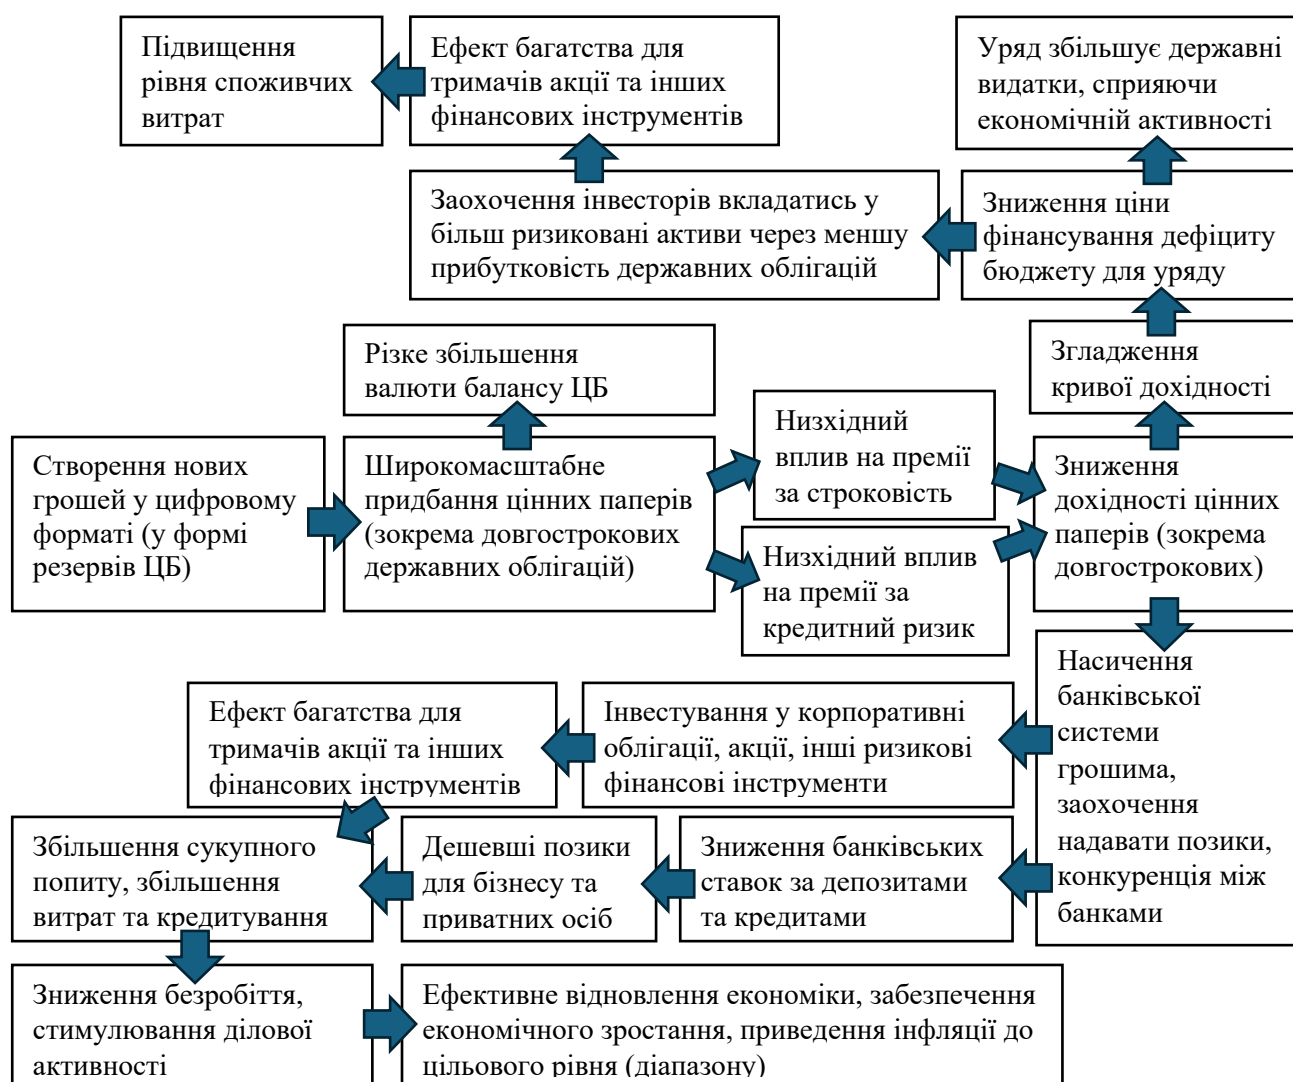 Підвищення
рівня споживчих
витрат
Ефект багатства для
тримачів акції та інших
фінансових інструментів
Уряд збільшує державні
видатки, сприяючи
економічній активності
Заохочення інвесторів вкладатись у
більш ризиковані активи через меншу
прибутковість державних облігацій
Зниження ціни
фінансування дефіциту
бюджету для уряду
Різке збільшення
валюти балансу ЦБ
Згладження
кривої дохідності
Створення нових
грошей у цифровому
форматі (у формі
резервів ЦБ)
Широкомасштабне
придбання цінних паперів
(зокрема довгострокових
державних облігацій)
Низхідний
вплив на премії
за строковість
Низхідний вплив
на премії за
кредитний ризик
Зниження
дохідності цінних
паперів (зокрема
довгострокових)
Насичення
банківської
системи
грошима,
заохочення
надавати позики,
конкуренція між
банками
Ефект багатства для
тримачів акції та інших
фінансових інструментів
Інвестування у корпоративні
облігації, акції, інші ризикові
фінансові інструменти
Збільшення сукупного
попиту, збільшення
витрат та кредитування
Дешевші позики
для бізнесу та
приватних осіб
Зниження банківських
ставок за депозитами
та кредитами
Зниження безробіття,
стимулювання ділової
активності
Ефективне відновлення економіки, забезпечення
економічного зростання, приведення інфляції до
цільового рівня (діапазону)